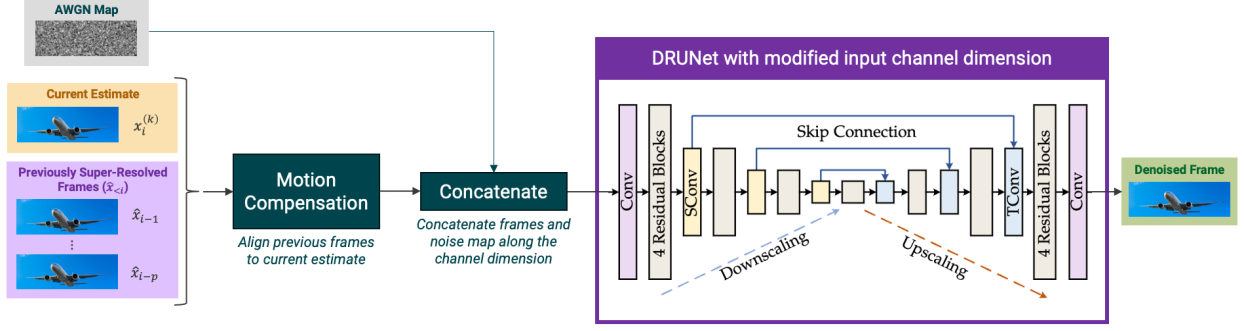 AWGN Map
Current Estimate
x_i^{(k)}
Previously Super-Resolved
Frames (x̂_{<i})
x̂_{i−1}
⋮
x̂_{i−p}
Motion
Compensation
Align previous frames
to current estimate
Concatenate
Concatenate frames and
noise map along the
channel dimension
DRUNet with modified input channel dimension
Conv
4 Residual Blocks
SConv
Skip Connection
Downscaling
Upscaling
TConv
4 Residual Blocks
Conv
Denoised Frame